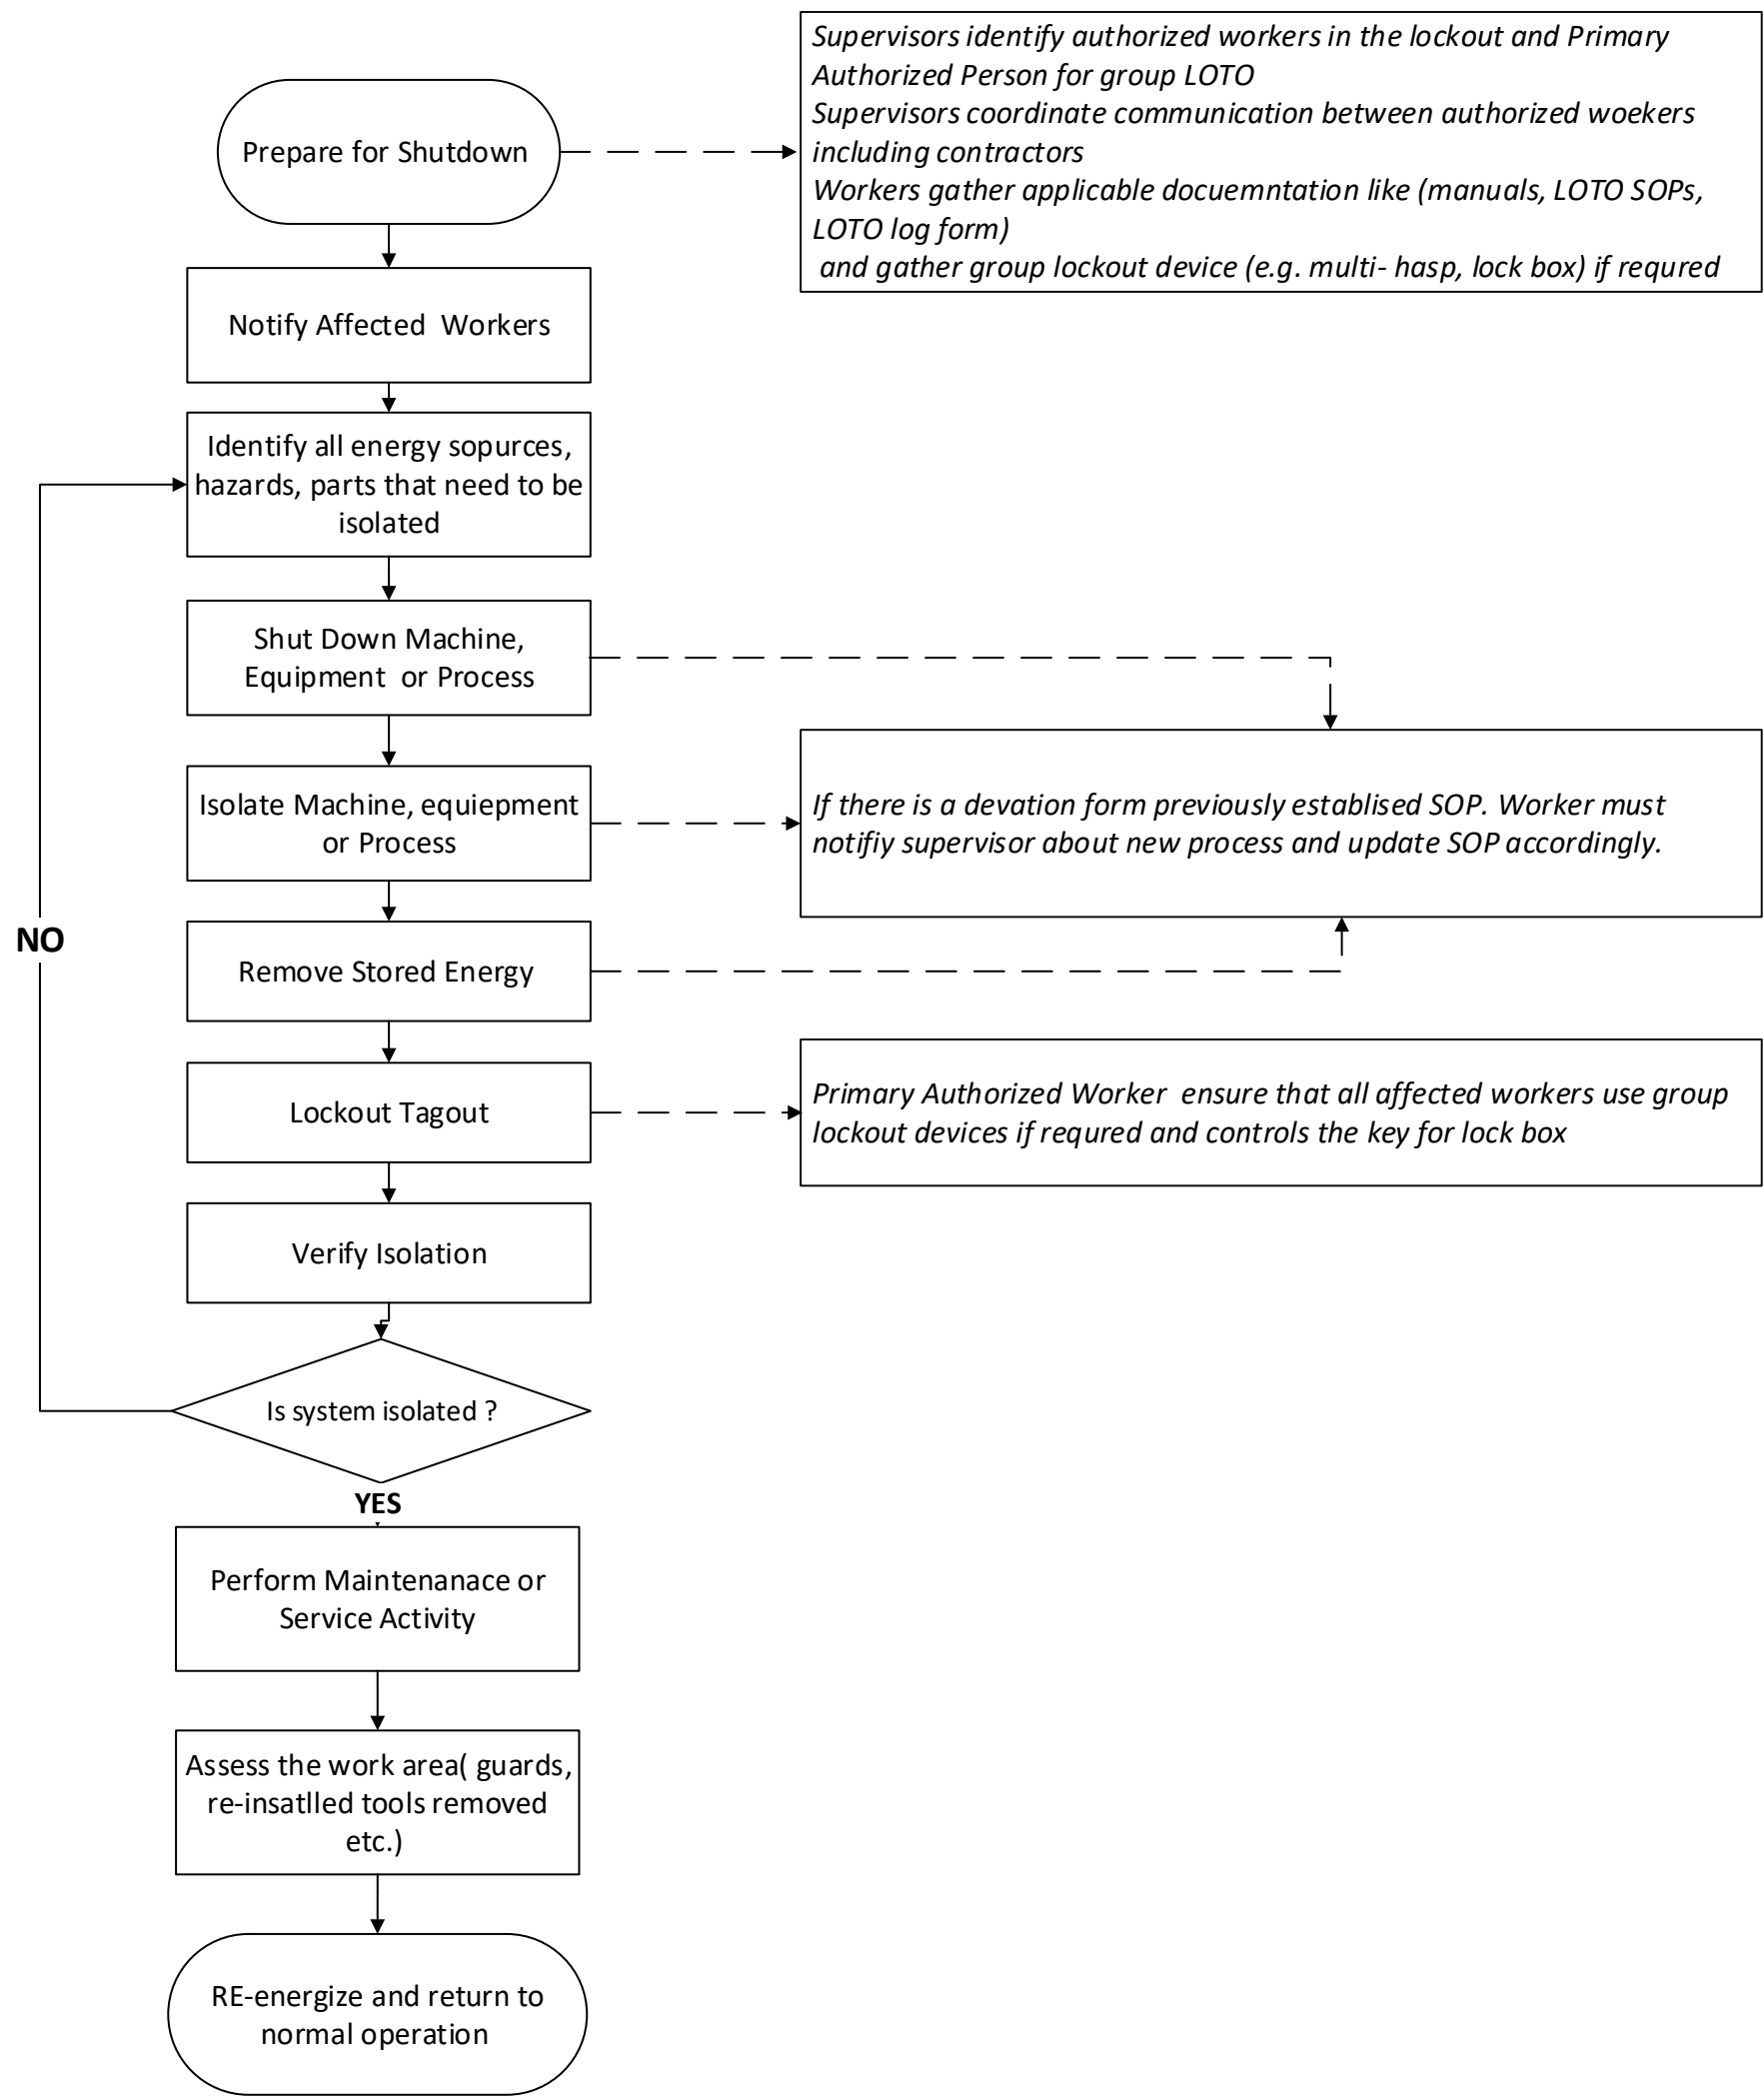 Prepare for Shutdown
Supervisors identify authorized workers in the lockout and Primary
Authorized Person for group LOTO
Supervisors coordinate communication between authorized woekers
including contractors
Workers gather applicable docuemntation like (manuals, LOTO SOPs,
LOTO log form)
and gather group lockout device (e.g. multi- hasp, lock box) if requred
Notify Affected Workers
Identify all energy sopurces,
hazards, parts that need to be
isolated
Shut Down Machine,
Equipment or Process
Isolate Machine, equiepment
or Process
If there is a devation form previously establised SOP. Worker must
notifiy supervisor about new process and update SOP accordingly.
NO
Remove Stored Energy
Lockout Tagout
Primary Authorized Worker ensure that all affected workers use group
lockout devices if requred and controls the key for lock box
Verify Isolation
Is system isolated ?
YES
Perform Maintenanace or
Service Activity
Assess the work area( guards,
re-insatlled tools removed
etc.)
RE-energize and return to
normal operation